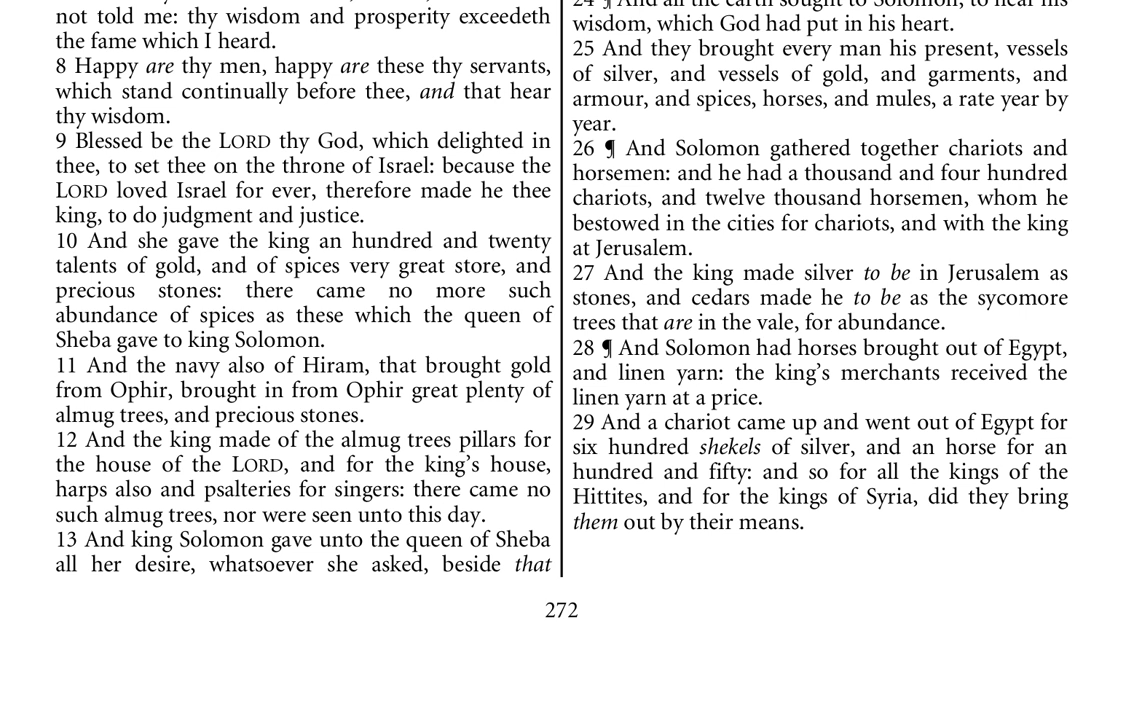 not told me: thy wisdom and prosperity exceedeth
the fame which I heard.
8 Happy are thy men, happy are these thy servants,
which stand continually before thee, and that hear
thy wisdom.
9 Blessed be the LORD thy God, which delighted in
thee, to set thee on the throne of Israel: because the
LORD loved Israel for ever, therefore made he thee
king, to do judgment and justice.
10 And she gave the king an hundred and twenty
talents of gold, and of spices very great store, and
precious stones: there came no more such
abundance of spices as these which the queen of
Sheba gave to king Solomon.
11 And the navy also of Hiram, that brought gold
from Ophir, brought in from Ophir great plenty of
almug trees, and precious stones.
12 And the king made of the almug trees pillars for
the house of the LORD, and for the king’s house,
harps also and psalteries for singers: there came no
such almug trees, nor were seen unto this day.
13 And king Solomon gave unto the queen of Sheba
all her desire, whatsoever she asked, beside that
24 ¶ And all the earth sought to Solomon, to hear his
wisdom, which God had put in his heart.
25 And they brought every man his present, vessels
of silver, and vessels of gold, and garments, and
armour, and spices, horses, and mules, a rate year by
year.
26 ¶ And Solomon gathered together chariots and
horsemen: and he had a thousand and four hundred
chariots, and twelve thousand horsemen, whom he
bestowed in the cities for chariots, and with the king
at Jerusalem.
27 And the king made silver to be in Jerusalem as
stones, and cedars made he to be as the sycomore
trees that are in the vale, for abundance.
28 ¶ And Solomon had horses brought out of Egypt,
and linen yarn: the king’s merchants received the
linen yarn at a price.
29 And a chariot came up and went out of Egypt for
six hundred shekels of silver, and an horse for an
hundred and fifty: and so for all the kings of the
Hittites, and for the kings of Syria, did they bring
them out by their means.
272